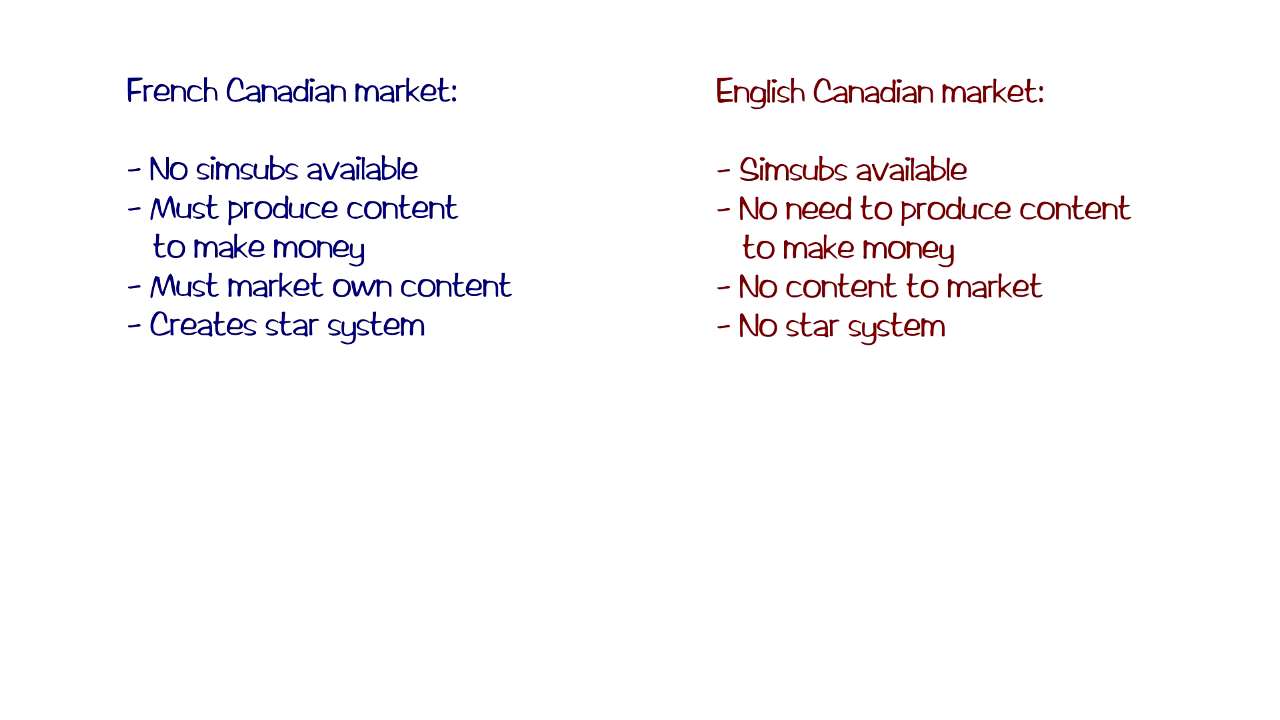 French Canadian market:
- No simsubs available
- Must produce content
to make money
- Must market own content
- Creates star system
English Canadian market:
- Simsubs available
- No need to produce content
to make money
- No content to market
- No star system